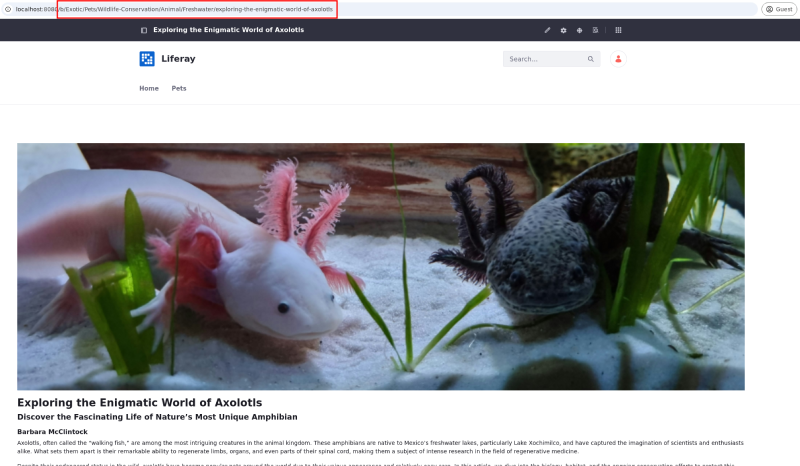 localhost:8080/b/Exotic/Pets/Wildlife-Conservation/Animal/Freshwater/exploring-the-enigmatic-world-of-axolotls
Guest
Exploring the Enigmatic World of Axolotls
Liferay
Search...
Home Pets
Exploring the Enigmatic World of Axolotls
Discover the Fascinating Life of Nature's Most Unique Amphibian
Barbara McClintock
Axolotls, often called the "walking fish," are among the most intriguing creatures in the animal kingdom. These amphibians are native to Mexico's freshwater lakes, particularly Lake Xochimilco, and have captured the imagination of scientists and enthusiasts
alike. What sets them apart is their remarkable ability to regenerate limbs, organs, and even parts of their spinal cord, making them a subject of intense research in the field of regenerative medicine.